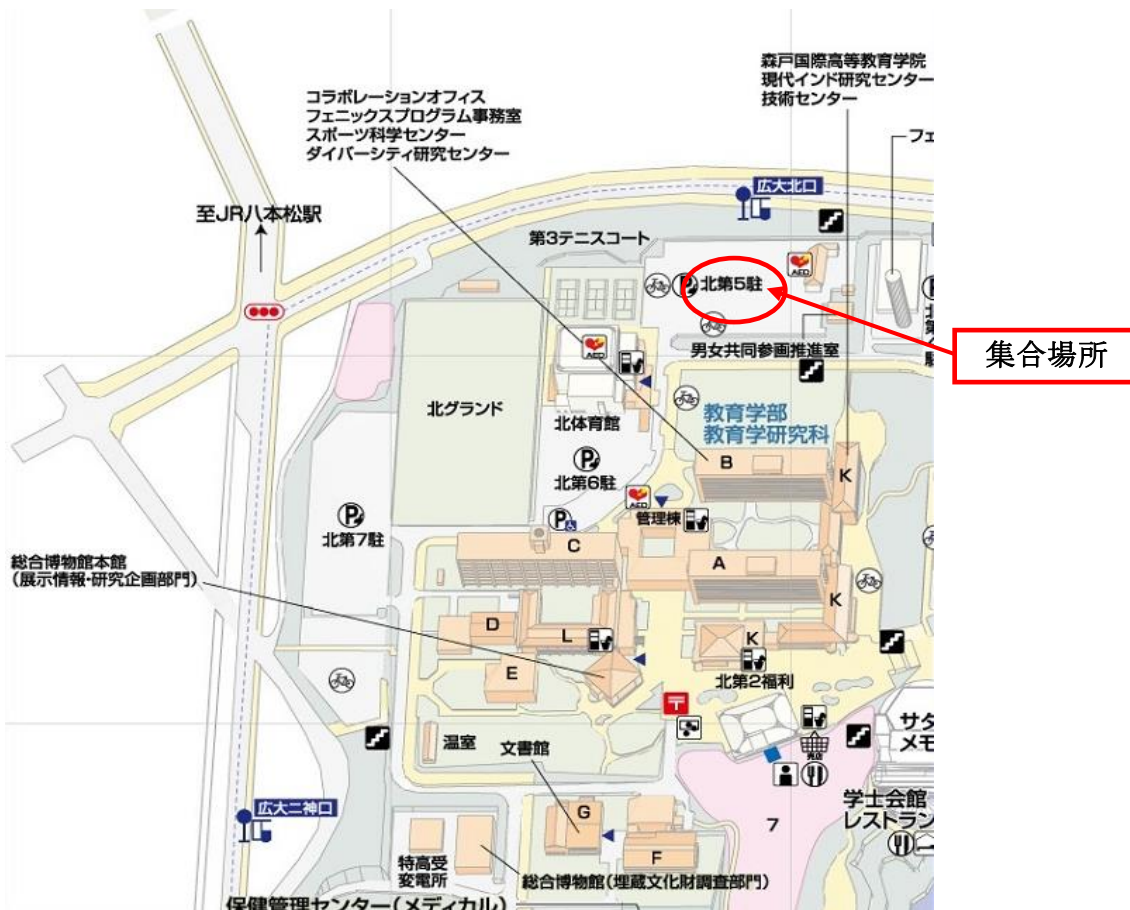 森戸国際高等教育学院
現代インド研究センター
技術センター
コラボレーションオフィス
フェニックスプログラム事務室
スポーツ科学センター
ダイバーシティ研究センター
フェ
広大北口
至JR八本松駅
第3テニスコート
AED
北第5駐
集合場所
男女共同参画推進室
AED
北グランド
北体育館
教育学部
教育学研究科
B
K
北第6駐
AED
管理棟
P
北第7駐
C
A
総合博物館本館
(展示情報・研究企画部門)
K
D
L
K
E
北第2福利
〒
サタ
メモ
温室
文書館
売店
広大二神口
学士会館
レストラン
G
7
F
特高受
変電所
総合博物館(埋蔵文化財調査部門)
保健管理センター(メディカル)